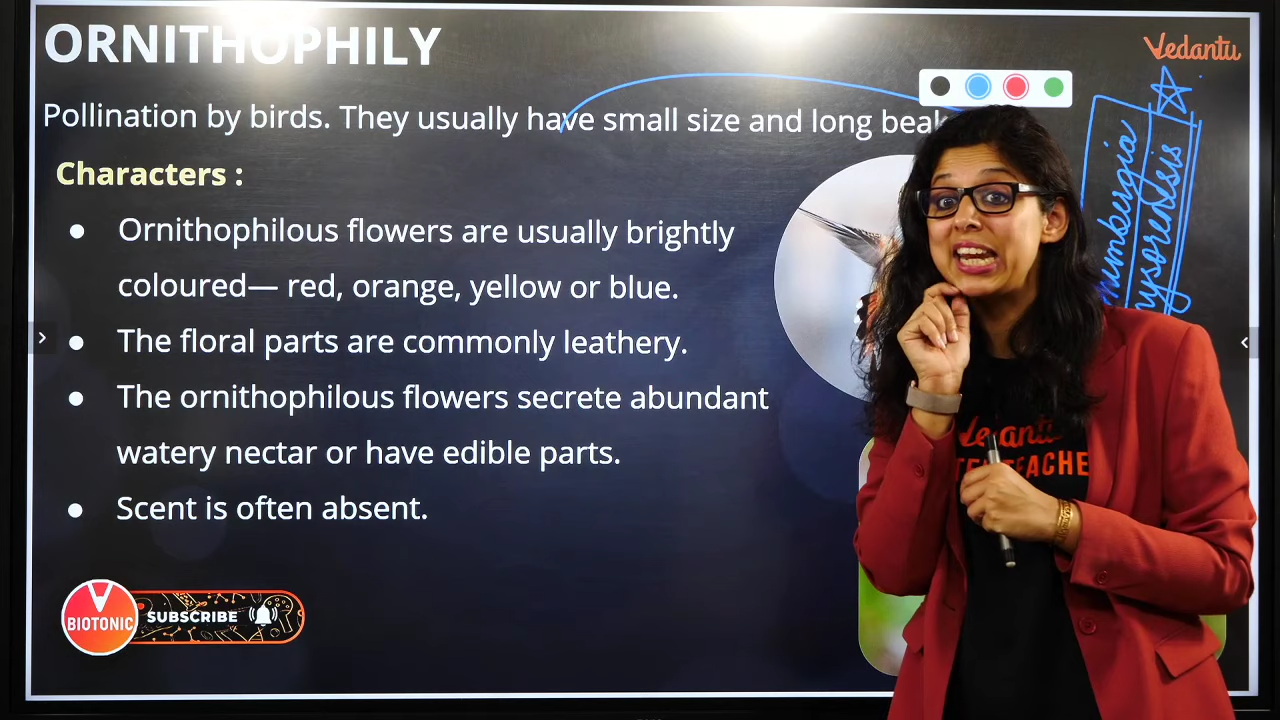 ORNITHOPHILY
Vedantu
Pollination by birds. They usually have small size and long beak
Characters :
● Ornithophilous flowers are usually brightly
coloured— red, orange, yellow or blue.
● The floral parts are commonly leathery.
● The ornithophilous flowers secrete abundant
watery nectar or have edible parts.
● Scent is often absent.
BIOTONIC
SUBSCRIBE